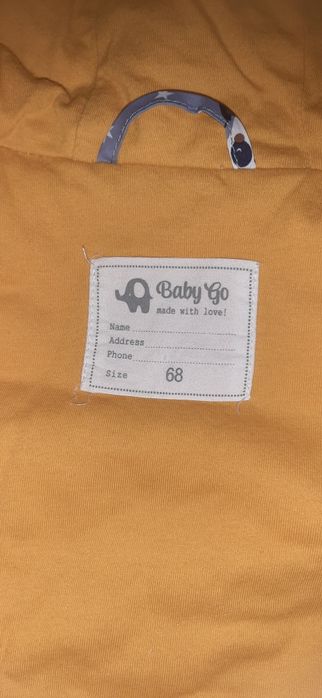 Baby Go
made with love!
Name
Address
Phone
Size 68